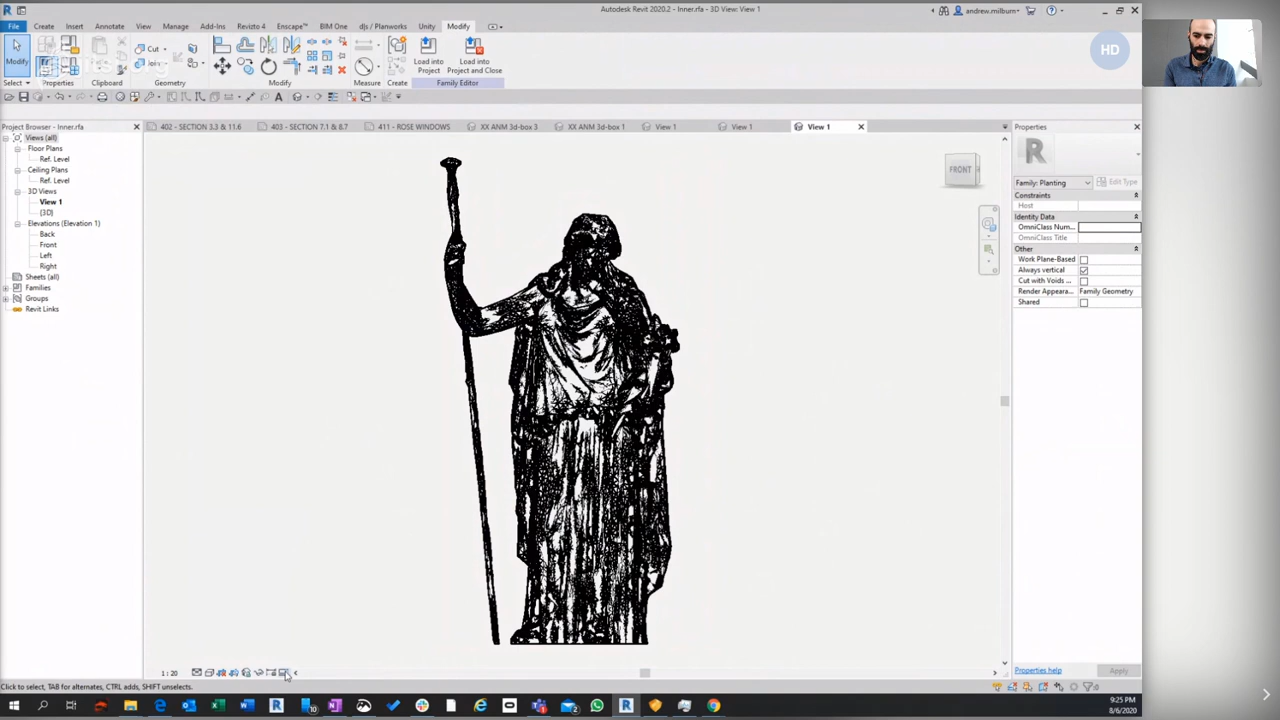 Autodesk Revit 2020.2 - Inner.rfa - 3D View: View 1
andrew.milburn
File Create Insert Annotate View Manage Add-Ins Revizto 4 Enscape™ BIM One diJs / Planworks Unity Modify
HD
Modify
Cut
Join
Load into Project
Load into Project and Close
Select Properties Clipboard Geometry Modify Measure Create Family Editor
Project Browser - Inner.rfa
402 - SECTION 3.3 & 11.6
403 - SECTION 7.1 & 8.7
411 - ROSE WINDOWS
XX ANM 3d-box 3
XX ANM 3d-box 1
View 1
View 1
View 1
Properties
Views (all)
Floor Plans
Ref. Level
Ceiling Plans
Ref. Level
3D Views
View 1
{3D}
Elevations (Elevation 1)
Back
Front
Left
Right
Sheets (all)
Families
Groups
Revit Links
FRONT
Family: Planting
Edit Type
Constraints
Host
Identity Data
OmniClass Num...
OmniClass Title
Other
Work Plane-Based
Always vertical
Cut with Voids ...
Render Appeara... Family Geometry
Shared
1 : 20
Properties help
Apply
Click to select, TAB for alternates, CTRL adds, SHIFT unselects.
:0
9:25 PM
8/6/2020